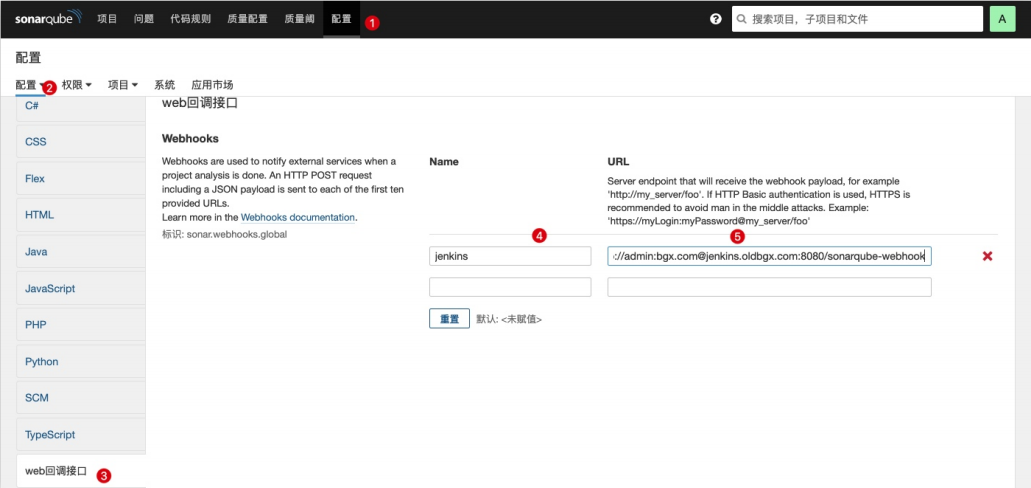 sonarqube 项目 问题 代码规则 质量配置 质量阈 配置 1 ? 搜索项目，子项目和文件 A
配置
配置 2 权限 项目 系统 应用市场
C#
CSS
Flex
HTML
Java
JavaScript
PHP
Python
SCM
TypeScript
web回调接口 3
web回调接口
Webhooks
Webhooks are used to notify external services when a
project analysis is done. An HTTP POST request
including a JSON payload is sent to each of the first ten
provided URLs.
Learn more in the Webhooks documentation.
标识: sonar.webhooks.global
Name
URL
Server endpoint that will receive the webhook payload, for example
'http://my_server/foo'. If HTTP Basic authentication is used, HTTPS is
recommended to avoid man in the middle attacks. Example:
'https://myLogin:myPassword@my_server/foo'
4 5
jenkins ://admin:bgx.com@jenkins.oldbgx.com:8080/sonarqube-webhook
重置 默认: <未赋值>